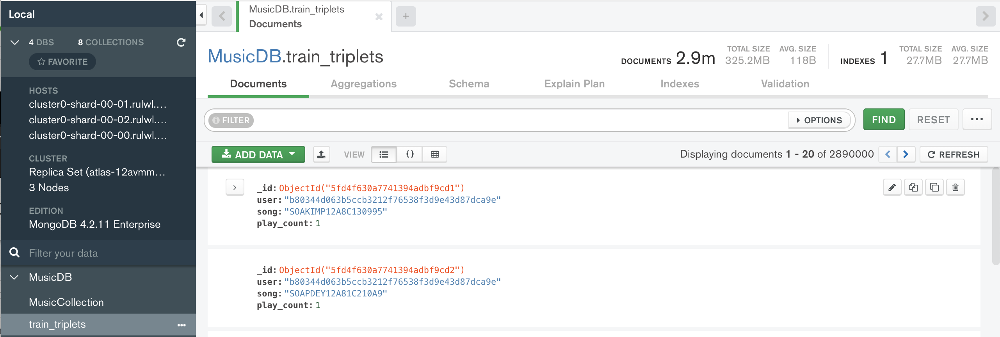 Local
4 DBS 8 COLLECTIONS
FAVORITE
HOSTS
cluster0-shard-00-01.rulwl....
cluster0-shard-00-02.rulwl....
cluster0-shard-00-00.rulwl....
CLUSTER
Replica Set (atlas-12avmm...
3 Nodes
EDITION
MongoDB 4.2.11 Enterprise
Filter your data
MusicDB
MusicCollection
train_triplets
MusicDB.train_triplets
Documents
MusicDB.train_triplets
DOCUMENTS 2.9m TOTAL SIZE 325.2MB AVG. SIZE 118B INDEXES 1 TOTAL SIZE 27.7MB AVG. SIZE 27.7MB
Documents Aggregations Schema Explain Plan Indexes Validation
FILTER OPTIONS FIND RESET ...
ADD DATA VIEW {} Displaying documents 1 - 20 of 2890000 REFRESH
_id: ObjectId("5fd4f630a7741394adbf9cd1")
user: "b80344d063b5ccb3212f76538f3d9e43d87dca9e"
song: "SOAKIMP12A8C130995"
play_count: 1
_id: ObjectId("5fd4f630a7741394adbf9cd2")
user: "b80344d063b5ccb3212f76538f3d9e43d87dca9e"
song: "SOAPDEY12A81C210A9"
play_count: 1